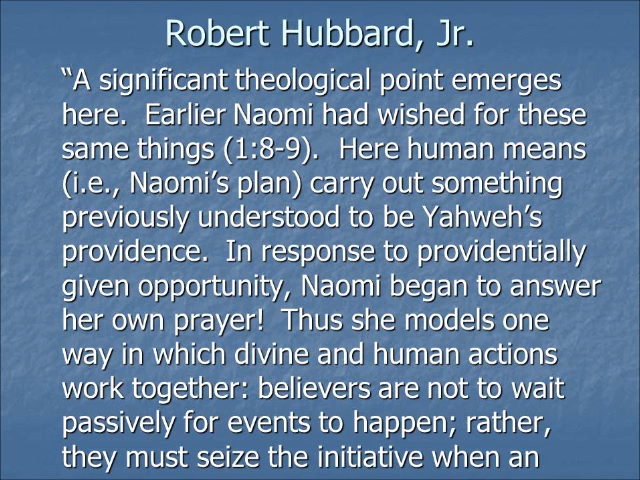 Robert Hubbard, Jr.
“A significant theological point emerges
here.  Earlier Naomi had wished for these
same things (1:8-9).  Here human means
(i.e., Naomi’s plan) carry out something
previously understood to be Yahweh’s
providence.  In response to providentially
given opportunity, Naomi began to answer
her own prayer!  Thus she models one
way in which divine and human actions
work together: believers are not to wait
passively for events to happen; rather,
they must seize the initiative when an